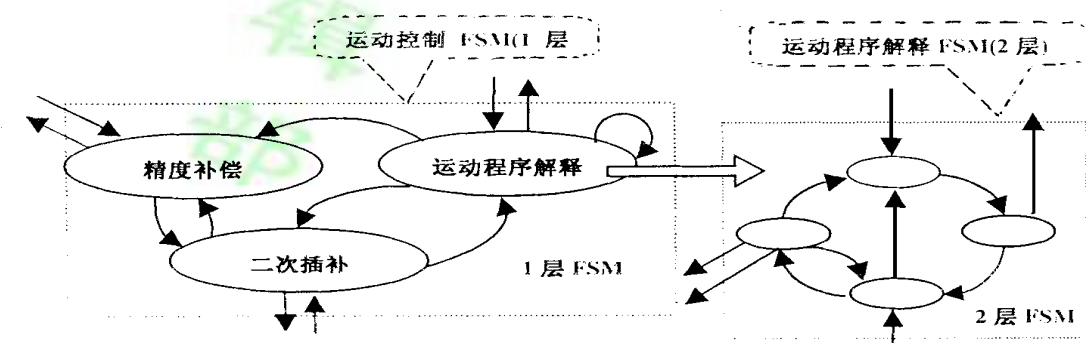 运动控制 FSM(1 层
运动程序解释 FSM(2 层)
精度补偿
运动程序解释
二次插补
1 层 FSM
2 层 FSM